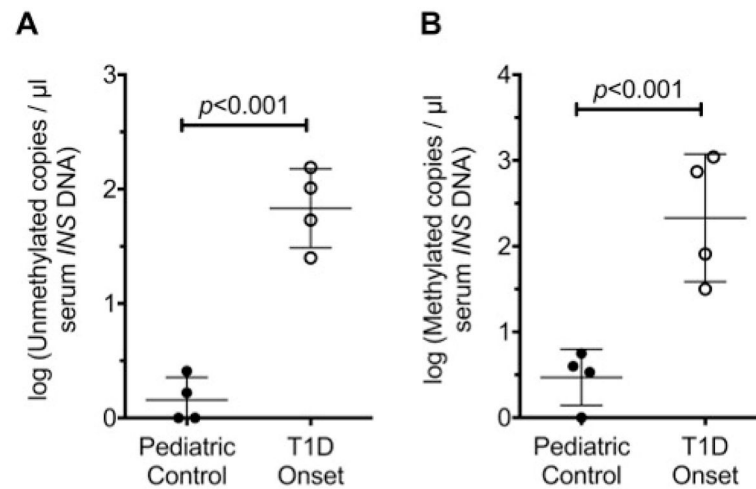 A
log (Unmethylated copies / µl
serum INS DNA)
3
2
1
0
p<0.001
Pediatric
Control
T1D
Onset
B
log (Methylated copies / µl
serum INS DNA)
4
3
2
1
0
p<0.001
Pediatric
Control
T1D
Onset